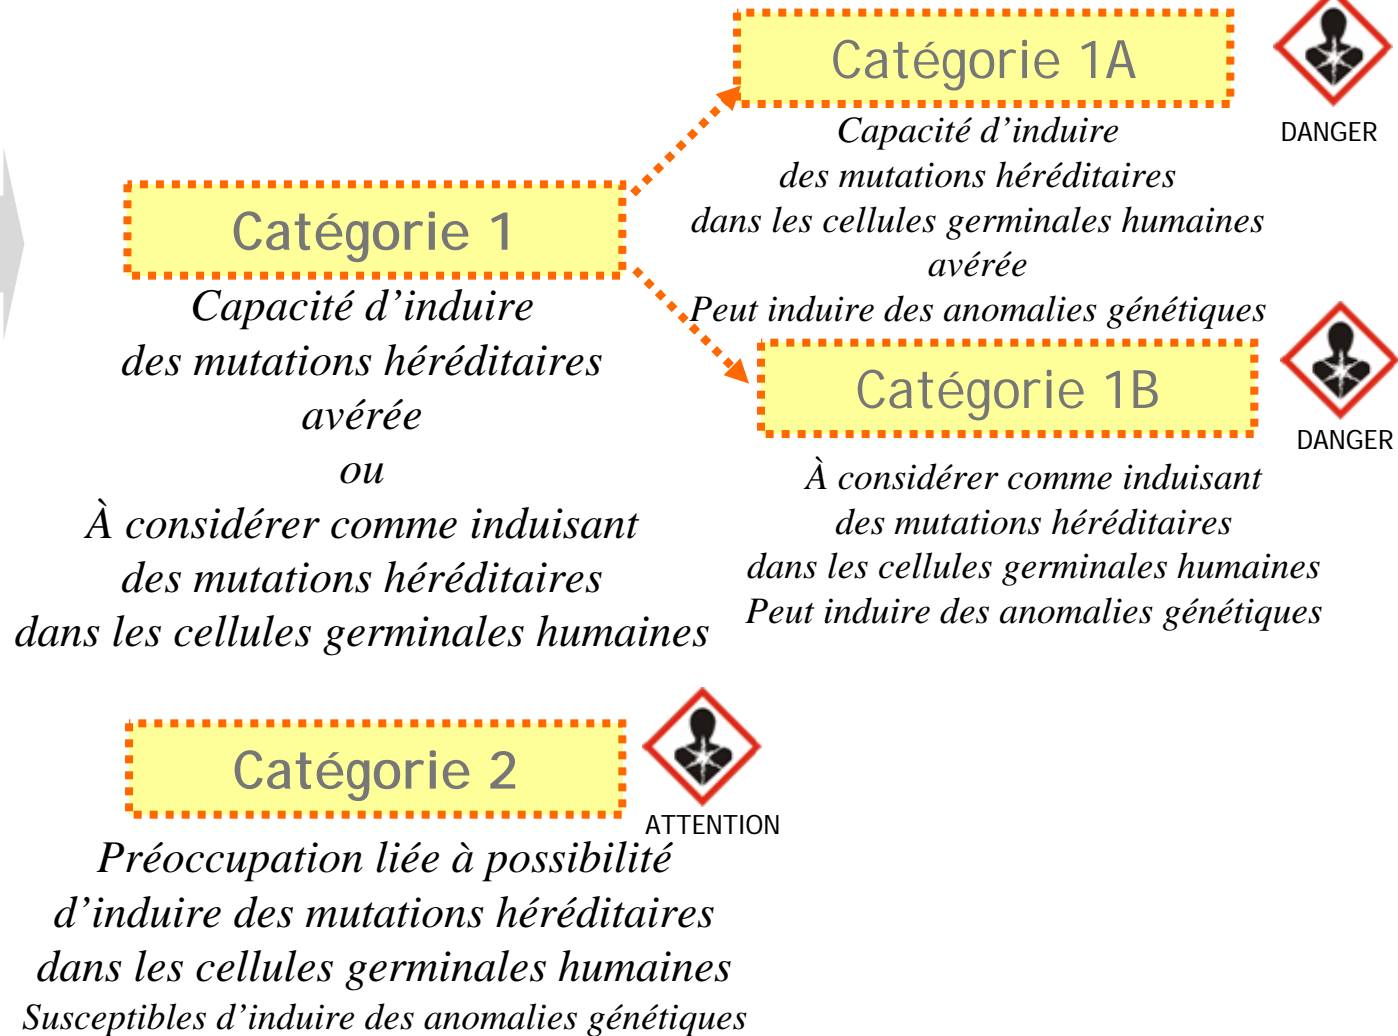 Catégorie 1A
DANGER
Capacité d’induire
des mutations héréditaires
dans les cellules germinales humaines
avérée
Peut induire des anomalies génétiques
Catégorie 1
Capacité d’induire
des mutations héréditaires
avérée
ou
À considérer comme induisant
des mutations héréditaires
dans les cellules germinales humaines
Catégorie 1B
DANGER
À considérer comme induisant
des mutations héréditaires
dans les cellules germinales humaines
Peut induire des anomalies génétiques
Catégorie 2
ATTENTION
Préoccupation liée à possibilité
d’induire des mutations héréditaires
dans les cellules germinales humaines
Susceptibles d’induire des anomalies génétiques